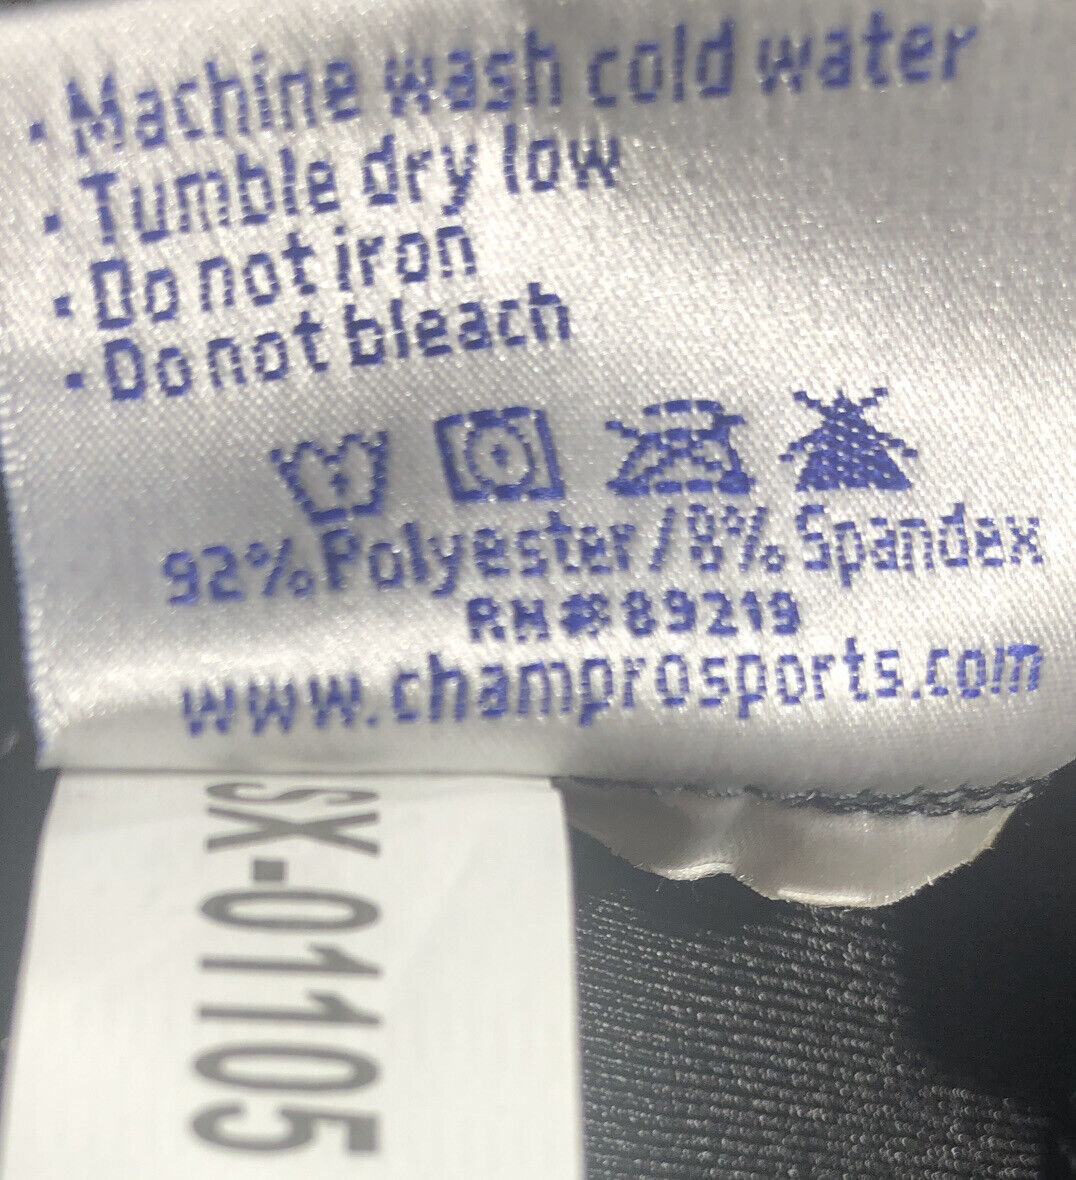 · Machine wash cold water
· Tumble dry low
· Do not iron
· Do not bleach
92% Polyester / 8% Spandex
RN#89219
www.champrosports.com
SX-01105